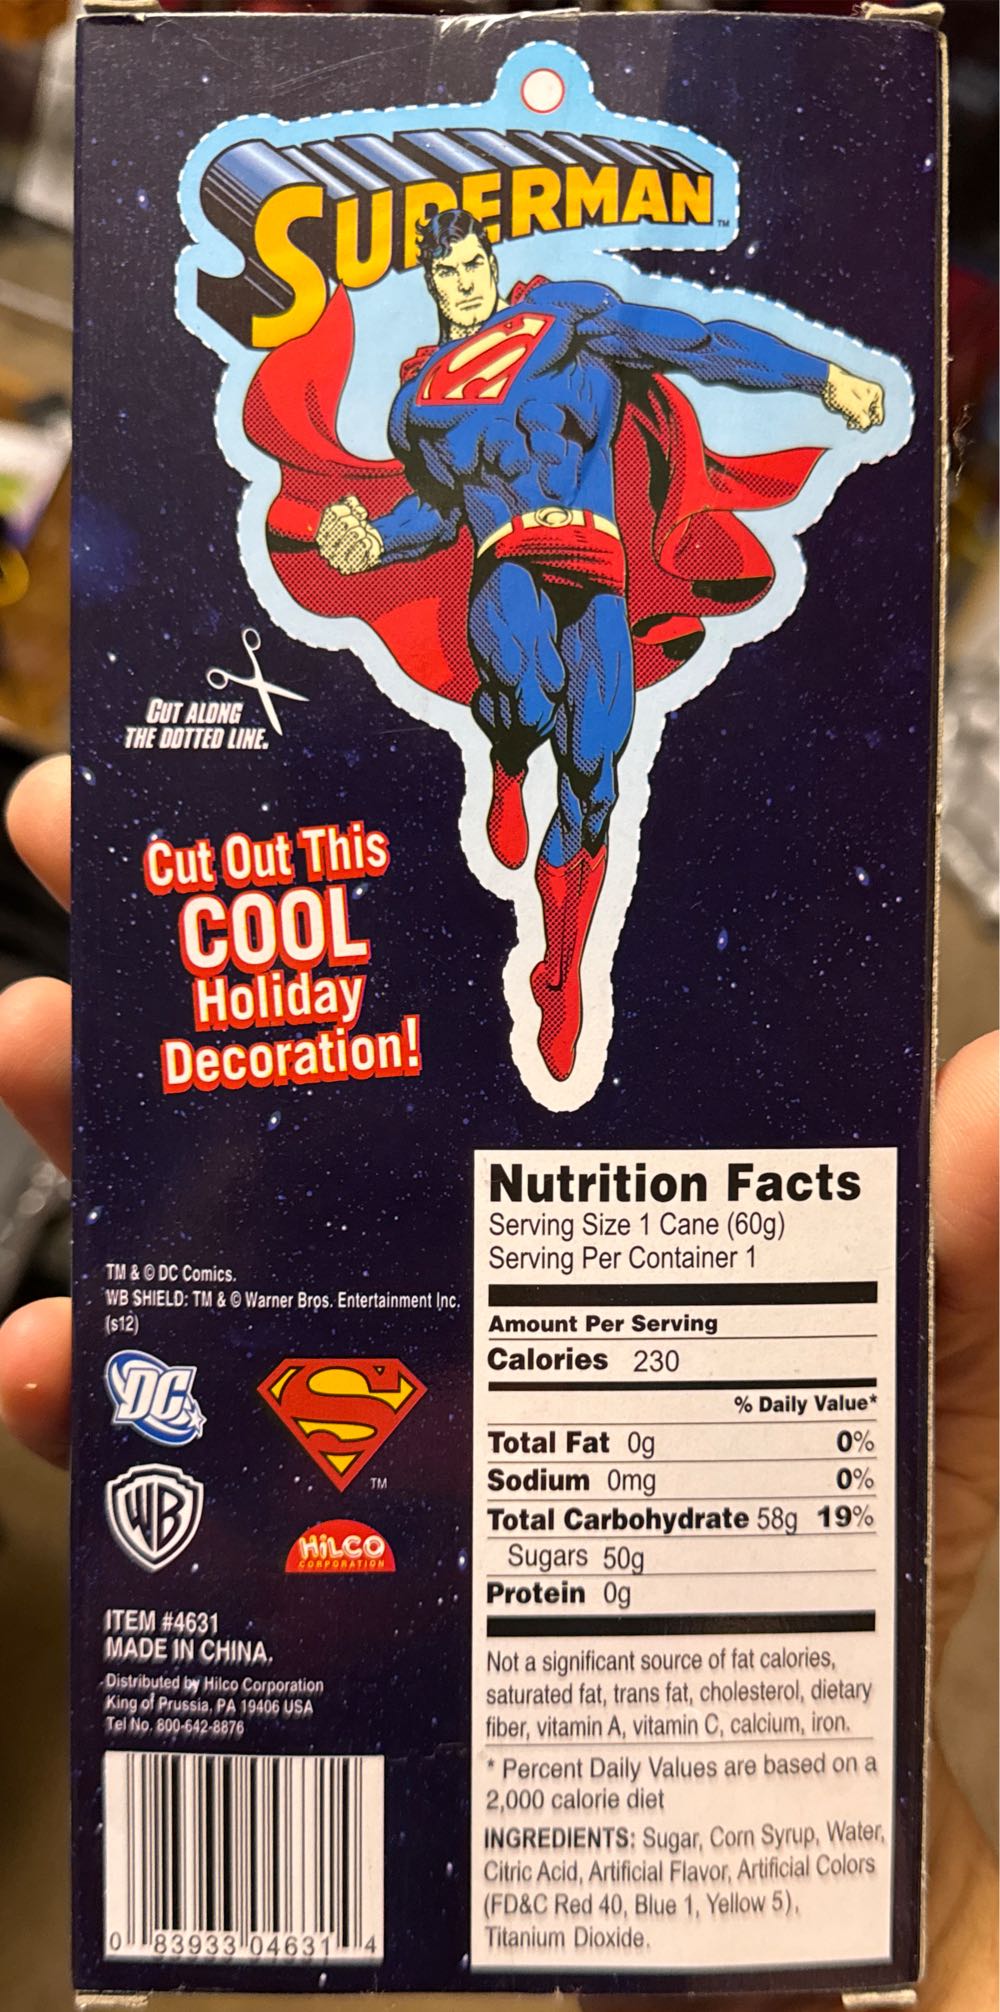 SUPERMAN
TM
CUT ALONG
THE DOTTED LINE.
Cut Out This
COOL
Holiday
Decoration!
TM & © DC Comics.
WB SHIELD: TM & © Warner Bros. Entertainment Inc.
(s12)
DC
S
TM
WB
HiLCO
CORPORATION
ITEM #4631
MADE IN CHINA.
Distributed by Hilco Corporation
King of Prussia, PA 19406 USA
Tel No. 800-642-8876
0 83933 04631 4
Nutrition Facts
Serving Size 1 Cane (60g)
Serving Per Container 1
Amount Per Serving
Calories 230
% Daily Value*
Total Fat 0g 0%
Sodium 0mg 0%
Total Carbohydrate 58g 19%
Sugars 50g
Protein 0g
Not a significant source of fat calories,
saturated fat, trans fat, cholesterol, dietary
fiber, vitamin A, vitamin C, calcium, iron.
* Percent Daily Values are based on a
2,000 calorie diet
INGREDIENTS: Sugar, Corn Syrup, Water,
Citric Acid, Artificial Flavor, Artificial Colors
(FD&C Red 40, Blue 1, Yellow 5),
Titanium Dioxide.